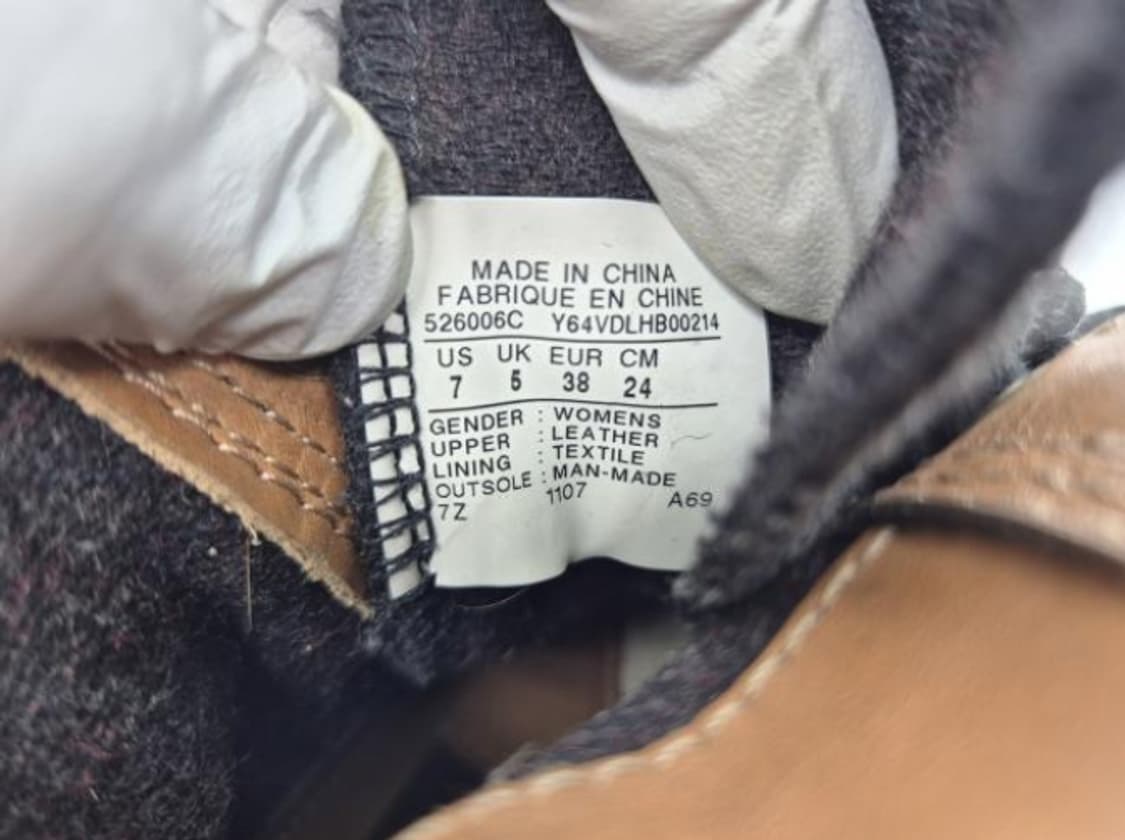 MADE IN CHINA
FABRIQUE EN CHINE
526006C Y64VDLHB00214
US UK EUR CM
7 5 38 24
GENDER : WOMENS
UPPER : LEATHER
LINING : TEXTILE
OUTSOLE : MAN-MADE
7Z 1107 A69